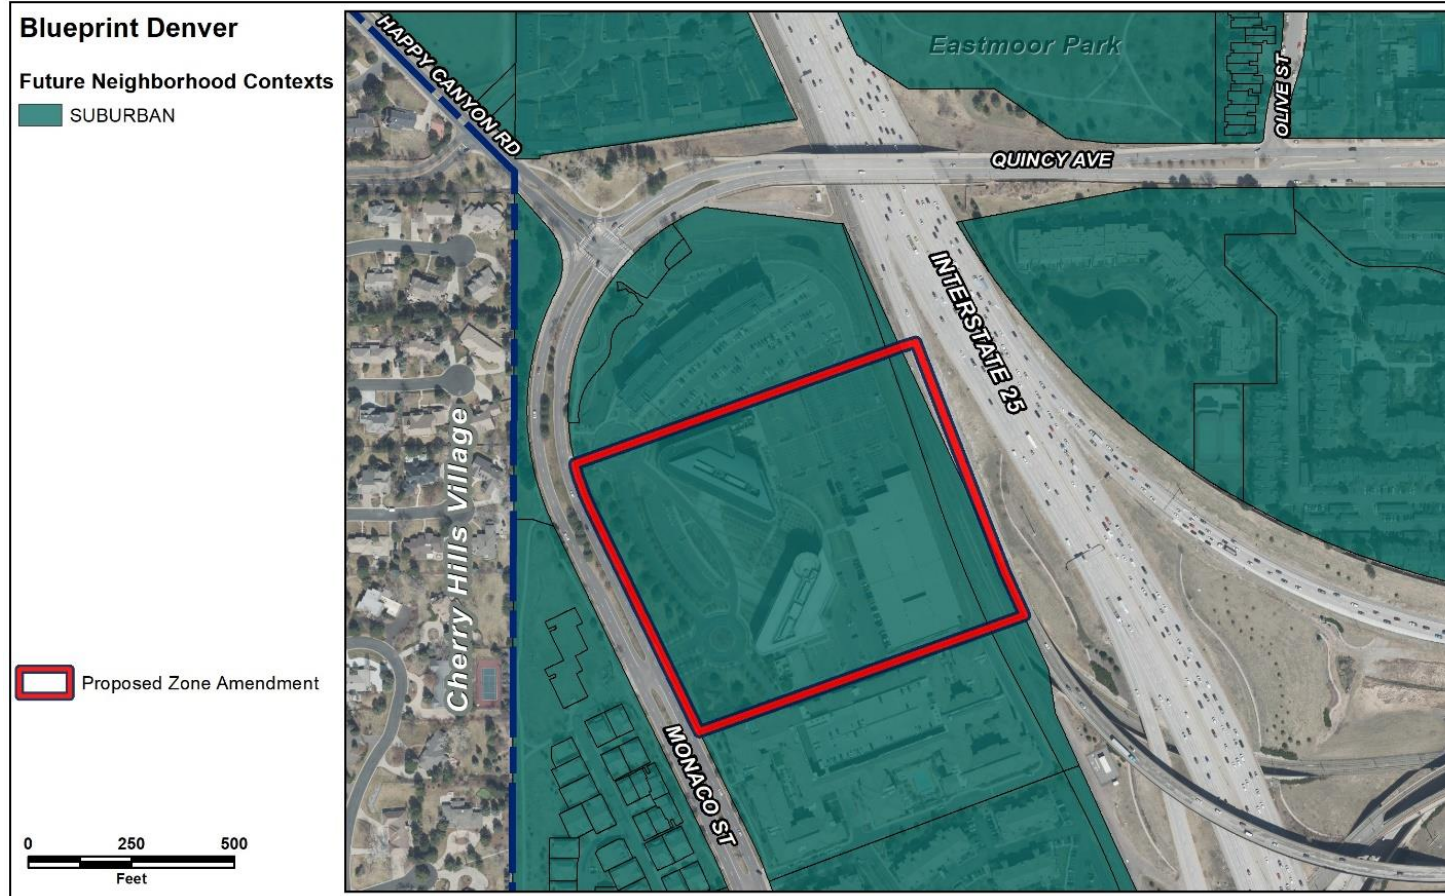 Blueprint Denver
Future Neighborhood Contexts
SUBURBAN
Proposed Zone Amendment
0 250 500
Feet
HAPPY CANYON RD
Eastmoor Park
OLIVE ST
QUINCY AVE
INTERSTATE 25
Cherry Hills Village
MONACO ST